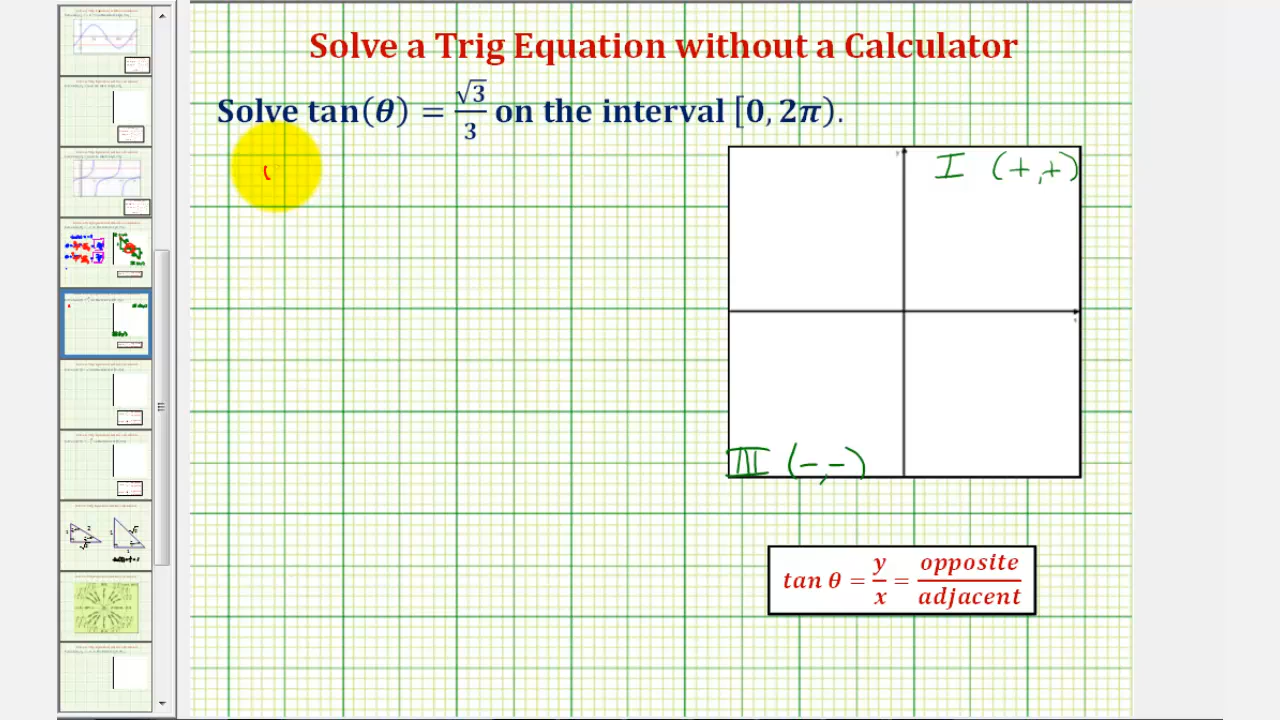 Solve a Trig Equation without a Calculator
Solve tan(θ) = √3/3 on the interval [0, 2π).
I (+,+)
III (-,-)
tan θ = y/x = opposite/adjacent